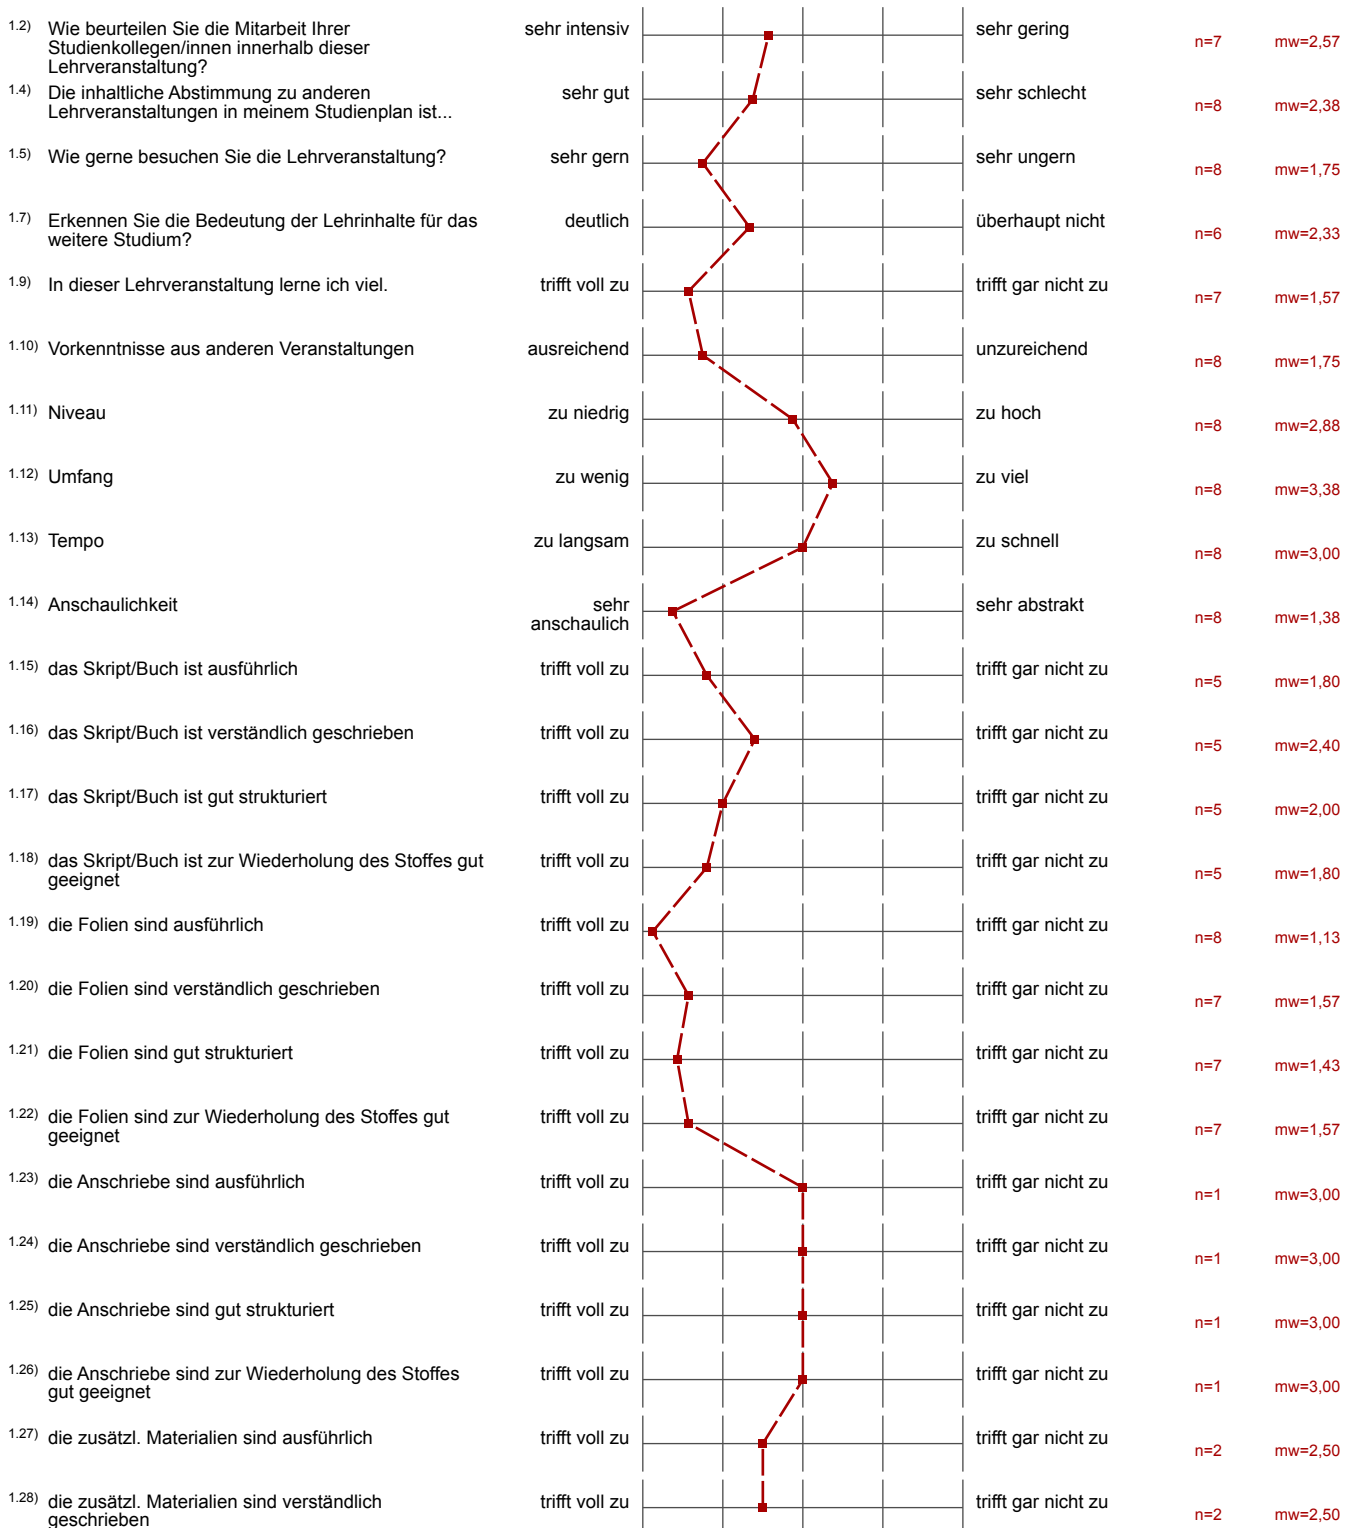 1.2) Wie beurteilen Sie die Mitarbeit Ihrer sehr intensiv sehr gering n=7 mw=2,57
Studienkollegen/innen innerhalb dieser
Lehrveranstaltung?
1.4) Die inhaltliche Abstimmung zu anderen sehr gut sehr schlecht n=8 mw=2,38
Lehrveranstaltungen in meinem Studienplan ist...
1.5) Wie gerne besuchen Sie die Lehrveranstaltung? sehr gern sehr ungern n=8 mw=1,75
1.7) Erkennen Sie die Bedeutung der Lehrinhalte für das deutlich überhaupt nicht n=6 mw=2,33
weitere Studium?
1.9) In dieser Lehrveranstaltung lerne ich viel. trifft voll zu trifft gar nicht zu n=7 mw=1,57
1.10) Vorkenntnisse aus anderen Veranstaltungen ausreichend unzureichend n=8 mw=1,75
1.11) Niveau zu niedrig zu hoch n=8 mw=2,88
1.12) Umfang zu wenig zu viel n=8 mw=3,38
1.13) Tempo zu langsam zu schnell n=8 mw=3,00
1.14) Anschaulichkeit sehr sehr abstrakt n=8 mw=1,38
anschaulich
1.15) das Skript/Buch ist ausführlich trifft voll zu trifft gar nicht zu n=5 mw=1,80
1.16) das Skript/Buch ist verständlich geschrieben trifft voll zu trifft gar nicht zu n=5 mw=2,40
1.17) das Skript/Buch ist gut strukturiert trifft voll zu trifft gar nicht zu n=5 mw=2,00
1.18) das Skript/Buch ist zur Wiederholung des Stoffes gut trifft voll zu trifft gar nicht zu n=5 mw=1,80
geeignet
1.19) die Folien sind ausführlich trifft voll zu trifft gar nicht zu n=8 mw=1,13
1.20) die Folien sind verständlich geschrieben trifft voll zu trifft gar nicht zu n=7 mw=1,57
1.21) die Folien sind gut strukturiert trifft voll zu trifft gar nicht zu n=7 mw=1,43
1.22) die Folien sind zur Wiederholung des Stoffes gut trifft voll zu trifft gar nicht zu n=7 mw=1,57
geeignet
1.23) die Anschriebe sind ausführlich trifft voll zu trifft gar nicht zu n=1 mw=3,00
1.24) die Anschriebe sind verständlich geschrieben trifft voll zu trifft gar nicht zu n=1 mw=3,00
1.25) die Anschriebe sind gut strukturiert trifft voll zu trifft gar nicht zu n=1 mw=3,00
1.26) die Anschriebe sind zur Wiederholung des Stoffes trifft voll zu trifft gar nicht zu n=1 mw=3,00
gut geeignet
1.27) die zusätzl. Materialien sind ausführlich trifft voll zu trifft gar nicht zu n=2 mw=2,50
1.28) die zusätzl. Materialien sind verständlich trifft voll zu trifft gar nicht zu n=2 mw=2,50
geschrieben